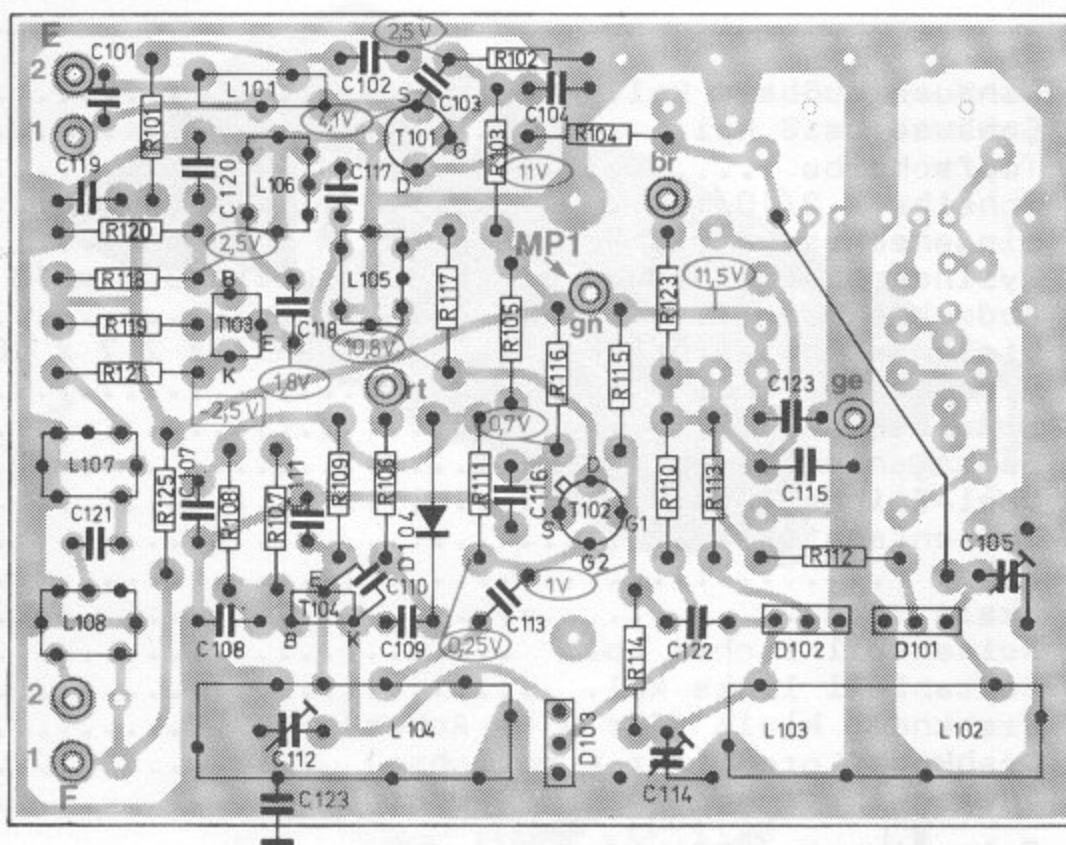 E
C101
2
1
R101
L101
C102
2,5V
R102
C103
C104
4,1V
S
T101
G
D
R103
R104
11V
br
C119
C120
L106
C117
R120
2,5V
L105
R117
MP1
gn
R123
11,5V
R118
B
T103
E
K
C118
R119
R121
1,8V
10,8V
rt
-2,5V
R105
R116
R115
0,7V
C123
ge
L107
R125
C107
R108
R107
C111
R109
R106
D104
R111
C116
D
T102
S
G1
G2
R110
R113
C115
R112
C105
C121
L108
C108
E
T104
B
K
C110
C109
C113
1V
0,25V
R114
C122
D102
D101
2
1
F
C112
L104
D103
C114
L103
L102
C123